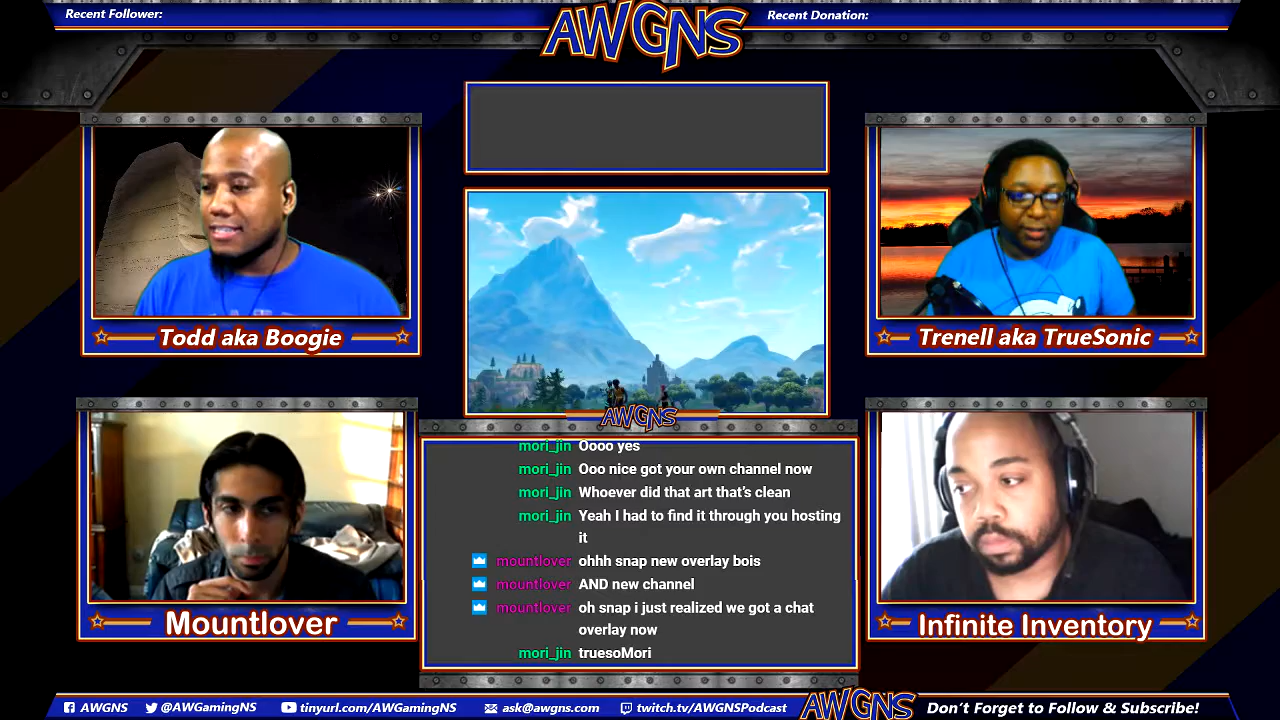 Recent Follower:
AWGNS
Recent Donation:
Todd aka Boogie
Trenell aka TrueSonic
AWGNS
mori_jin Oooo yes
mori_jin Ooo nice got your own channel now
mori_jin Whoever did that art that's clean
mori_jin Yeah I had to find it through you hosting
it
mountlover ohhh snap new overlay bois
mountlover AND new channel
mountlover oh snap i just realized we got a chat
overlay now
mori_jin truesoMori
Mountlover
Infinite Inventory
AWGNS @AWGamingNS tinyurl.com/AWGamingNS ask@awgns.com twitch.tv/AWGNSPodcast AWGNS Don't Forget to Follow & Subscribe!